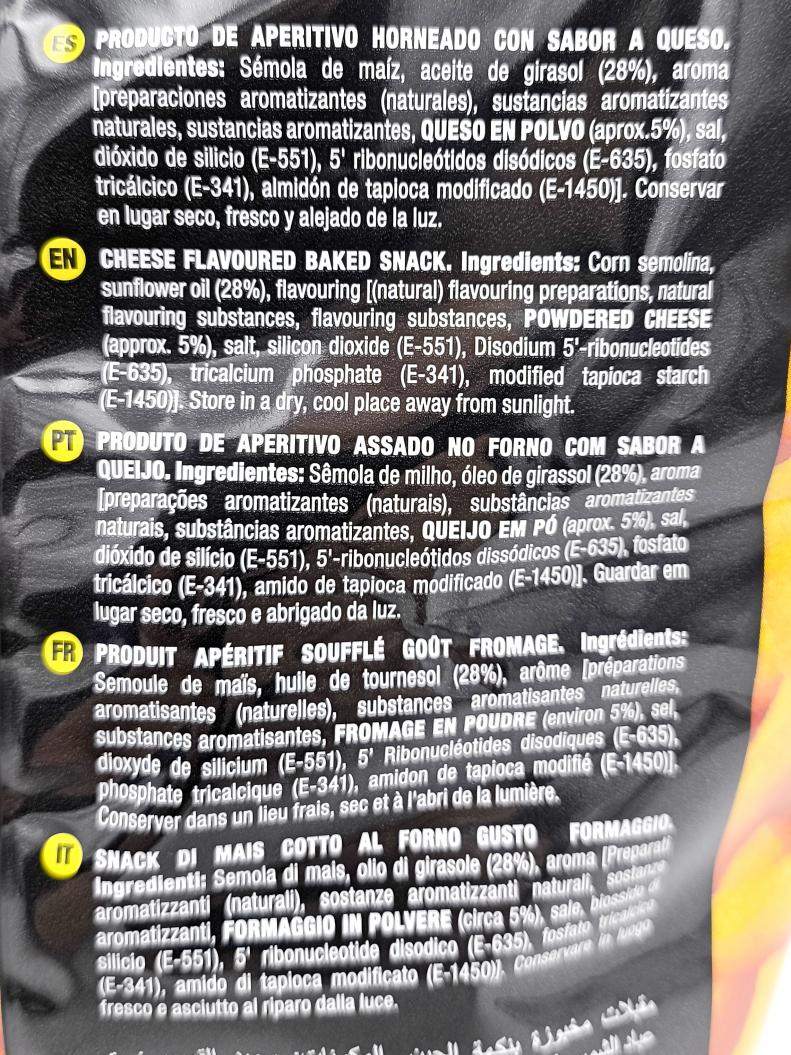 ES PRODUCTO DE APERITIVO HORNEADO CON SABOR A QUESO.
Ingredientes: Sémola de maíz, aceite de girasol (28%), aroma
[preparaciones aromatizantes (naturales), sustancias aromatizantes
naturales, sustancias aromatizantes, QUESO EN POLVO (aprox.5%), sal,
dióxido de silicio (E-551), 5' ribonucleótidos disódicos (E-635), fosfato
tricálcico (E-341), almidón de tapioca modificado (E-1450)]. Conservar
en lugar seco, fresco y alejado de la luz.
EN CHEESE FLAVOURED BAKED SNACK. Ingredients: Corn semolina,
sunflower oil (28%), flavouring [(natural) flavouring preparations, natural
flavouring substances, flavouring substances, POWDERED CHEESE
(approx. 5%), salt, silicon dioxide (E-551), Disodium 5'-ribonucleotides
(E-635), tricalcium phosphate (E-341), modified tapioca starch
(E-1450)]. Store in a dry, cool place away from sunlight.
PT PRODUTO DE APERITIVO ASSADO NO FORNO COM SABOR A
QUEIJO. Ingredientes: Sêmola de milho, óleo de girassol (28%), aroma
[preparações aromatizantes (naturais), substâncias aromatizantes
naturais, substâncias aromatizantes, QUEIJO EM PÓ (aprox. 5%), sal,
dióxido de silício (E-551), 5'-ribonucleótidos dissódicos (E-635), fosfato
tricálcico (E-341), amido de tapioca modificado (E-1450)]. Guardar em
lugar seco, fresco e abrigado da luz.
FR PRODUIT APÉRITIF SOUFFLÉ GOÛT FROMAGE. Ingrédients:
Semoule de maïs, huile de tournesol (28%), arôme [préparations
aromatisantes (naturelles), substances aromatisantes naturelles,
substances aromatisantes, FROMAGE EN POUDRE (environ 5%), sel,
dioxyde de silicium (E-551), 5' Ribonucléotides disodiques (E-635),
phosphate tricalcique (E-341), amidon de tapioca modifié (E-1450)].
Conserver dans un lieu frais, sec et à l'abri de la lumière.
IT SNACK DI MAIS COTTO AL FORNO GUSTO FORMAGGIO.
Ingredienti: Semola di mais, olio di girasole (28%), aroma [Preparati
aromatizzanti (naturali), sostanze aromatizzanti naturali, sostanze
aromatizzanti, FORMAGGIO IN POLVERE (circa 5%), sale, biossido di
silicio (E-551), 5' ribonucleotide disodico (E-635), fosfato tricalcico
(E-341), amido di tapioca modificato (E-1450)]. Conservare in luogo
fresco e asciutto al riparo dalla luce.
مقبلات مخبوزة بنكهة الجبن